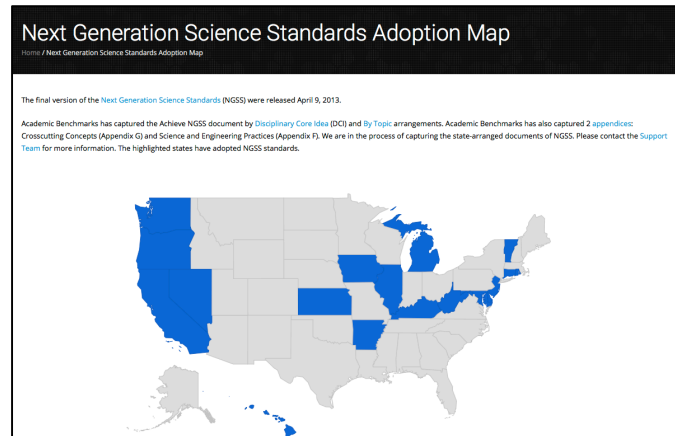 Next Generation Science Standards Adoption Map
Home / Next Generation Science Standards Adoption Map
The final version of the Next Generation Science Standards (NGSS) were released April 9, 2013.
Academic Benchmarks has captured the Achieve NGSS document by Disciplinary Core Idea (DCI) and By Topic arrangements. Academic Benchmarks has also captured 2 appendices:
Crosscutting Concepts (Appendix G) and Science and Engineering Practices (Appendix F). We are in the process of capturing the state-arranged documents of NGSS. Please contact the Support
Team for more information. The highlighted states have adopted NGSS standards.